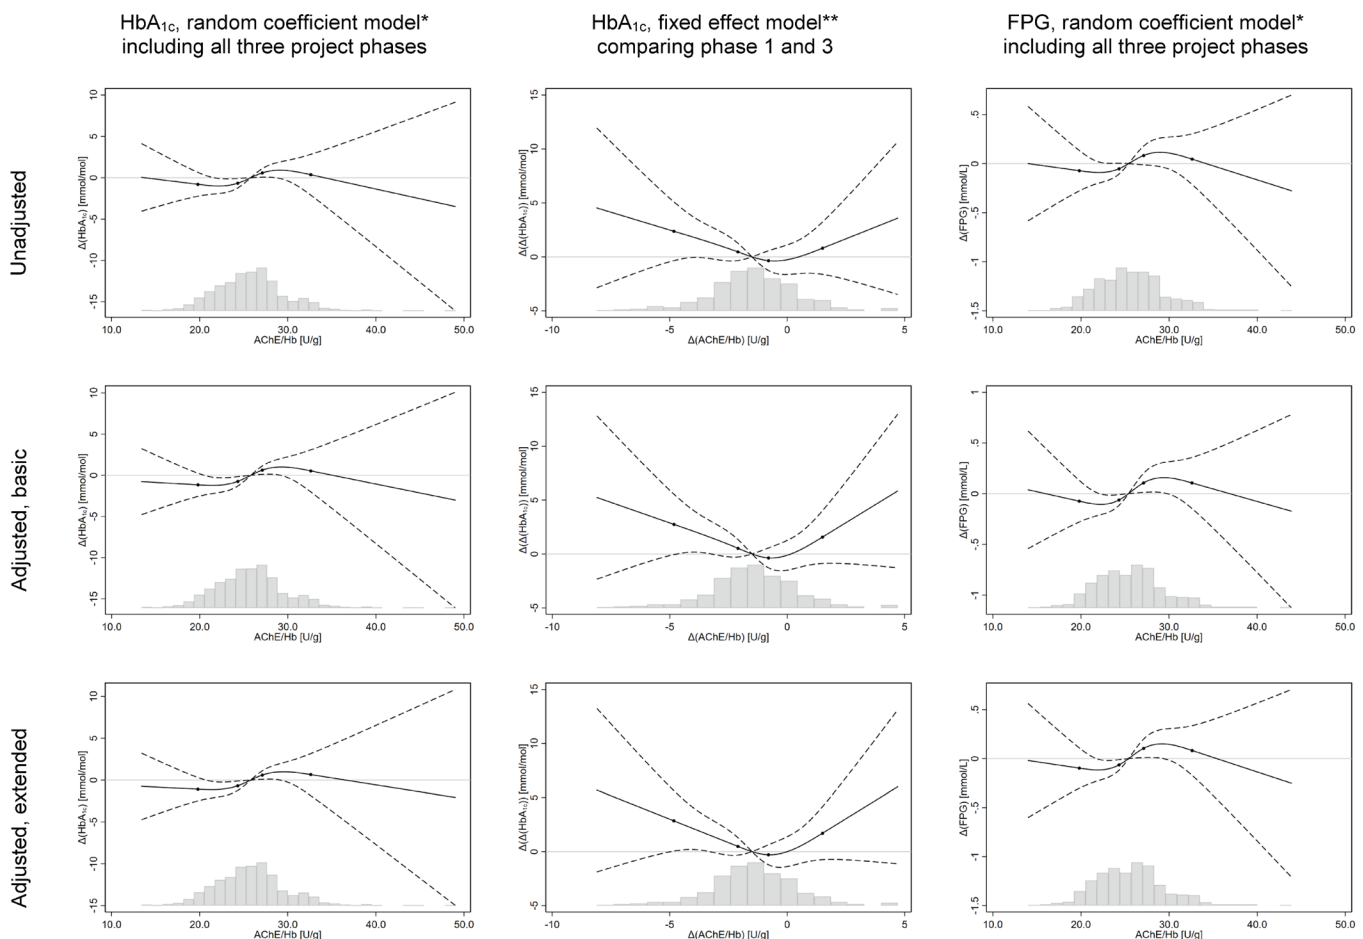 HbA1c, random coefficient model*
including all three project phases
HbA1c, fixed effect model**
comparing phase 1 and 3
FPG, random coefficient model*
including all three project phases
Unadjusted
Δ(HbA1c) [mmol/mol]
10
5
0
-5
-10
-15
10.0 20.0 30.0 40.0 50.0
AChE/Hb [U/g]
Δ(Δ(HbA1c)) [mmol/mol]
15
10
5
0
-5
-10 -5 0 5
Δ(AChE/Hb) [U/g]
Δ(FPG) [mmol/L]
.5
0
-.5
-1
-1.5
10.0 20.0 30.0 40.0 50.0
AChE/Hb [U/g]
Adjusted, basic
Δ(HbA1c) [mmol/mol]
10
5
0
-5
-10
-15
10.0 20.0 30.0 40.0 50.0
AChE/Hb [U/g]
Δ(Δ(HbA1c)) [mmol/mol]
15
10
5
0
-5
-10 -5 0 5
Δ(AChE/Hb) [U/g]
Δ(FPG) [mmol/L]
1
.5
0
-.5
-1
10.0 20.0 30.0 40.0 50.0
AChE/Hb [U/g]
Adjusted, extended
Δ(HbA1c) [mmol/mol]
10
5
0
-5
-10
-15
10.0 20.0 30.0 40.0 50.0
AChE/Hb [U/g]
Δ(Δ(HbA1c)) [mmol/mol]
15
10
5
0
-5
-10 -5 0 5
Δ(AChE/Hb) [U/g]
Δ(FPG) [mmol/L]
.5
0
-.5
-1
-1.5
10.0 20.0 30.0 40.0 50.0
AChE/Hb [U/g]